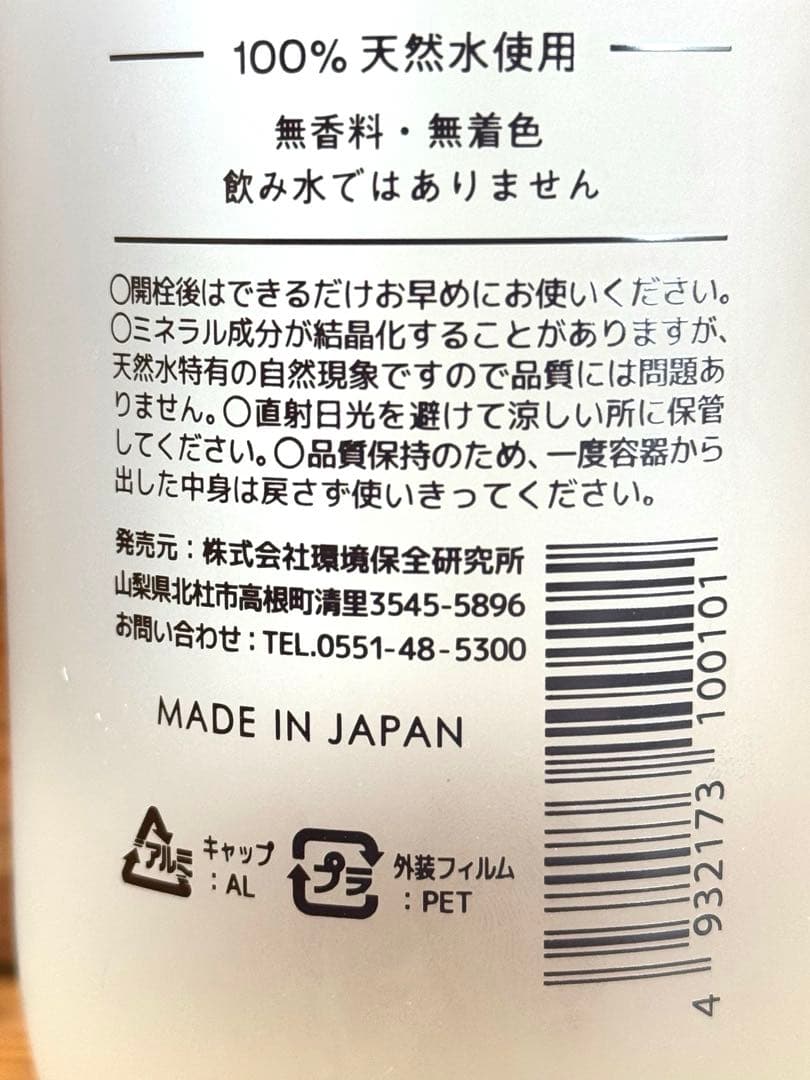 100% 天然水使用
無香料・無着色
飲み水ではありません
〇開栓後はできるだけお早めにお使いください。
〇ミネラル成分が結晶化することがありますが、
天然水特有の自然現象ですので品質には問題あ
りません。〇直射日光を避けて涼しい所に保管
してください。〇品質保持のため、一度容器から
出した中身は戻さず使いきってください。
発売元：株式会社環境保全研究所
山梨県北杜市高根町清里3545-5896
お問い合わせ：TEL.0551-48-5300
MADE IN JAPAN
アルミ
キャップ
：AL
プラ
外装フィルム
：PET
4 932173 100101